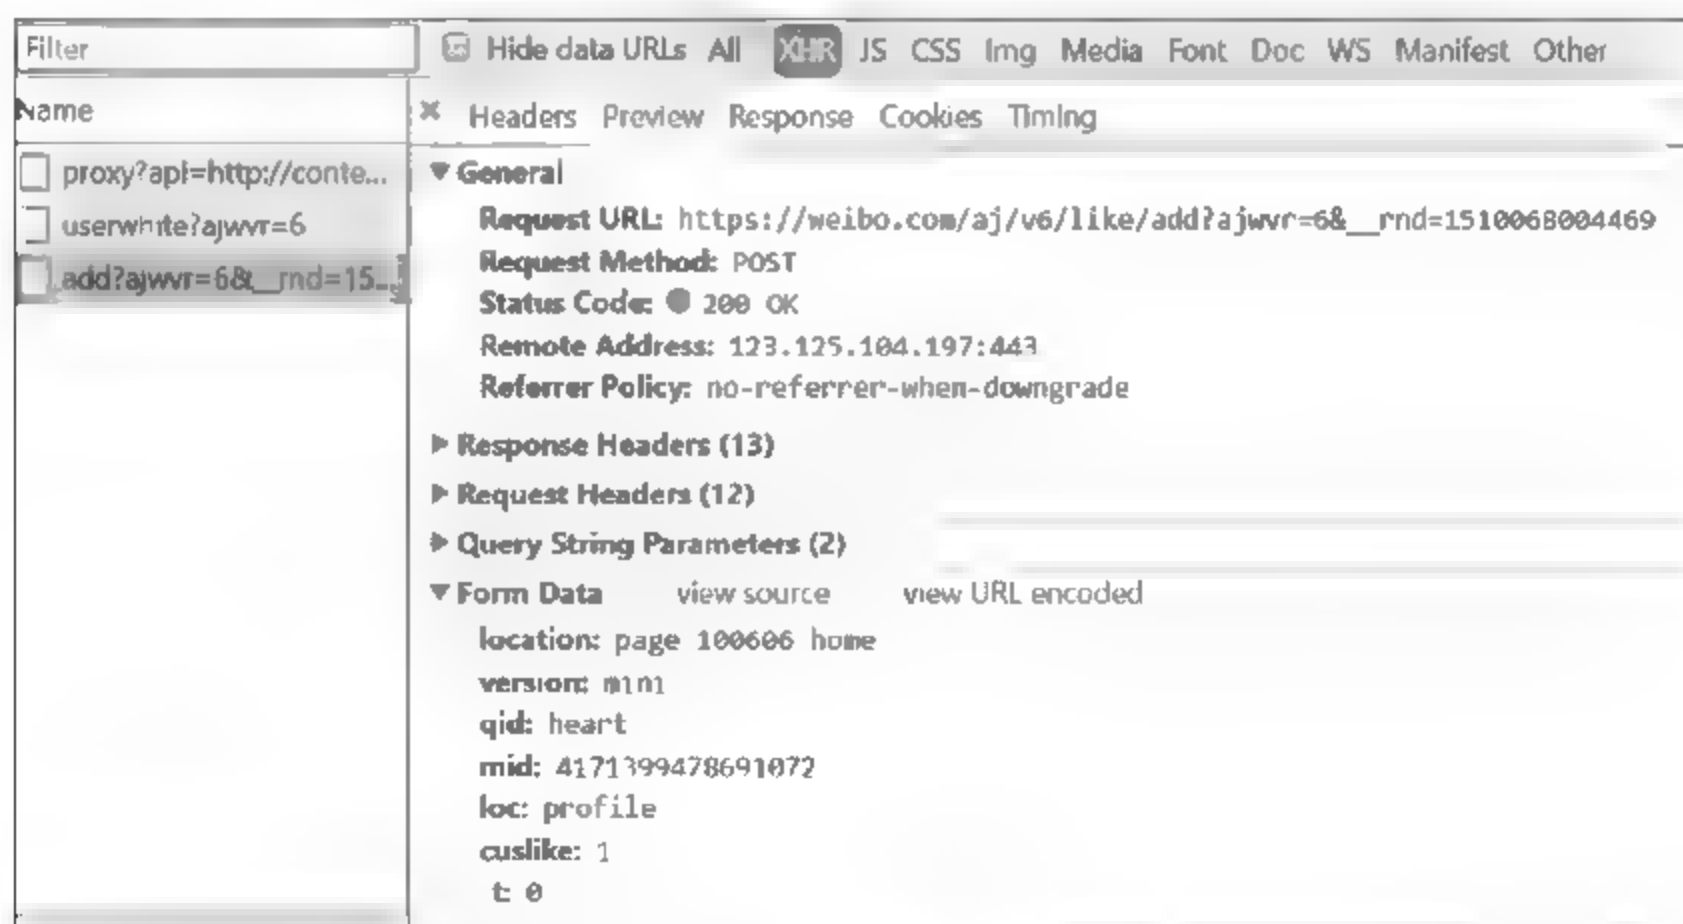 Filter
Hide data URLs All XHR JS CSS Img Media Font Doc WS Manifest Other
Name
× Headers Preview Response Cookies Timing
proxy?api=http://conte...
userwhite?ajwvr=6
add?ajwvr=6&__rnd=15...
▼ General
Request URL: https://weibo.com/aj/v6/like/add?ajwvr=6&__rnd=1510068004469
Request Method: POST
Status Code: 200 OK
Remote Address: 123.125.104.197:443
Referrer Policy: no-referrer-when-downgrade
▶ Response Headers (13)
▶ Request Headers (12)
▶ Query String Parameters (2)
▼ Form Data view source view URL encoded
location: page 100606 home
version: mini
qid: heart
mid: 4171399478691072
loc: profile
cuslike: 1
t: 0